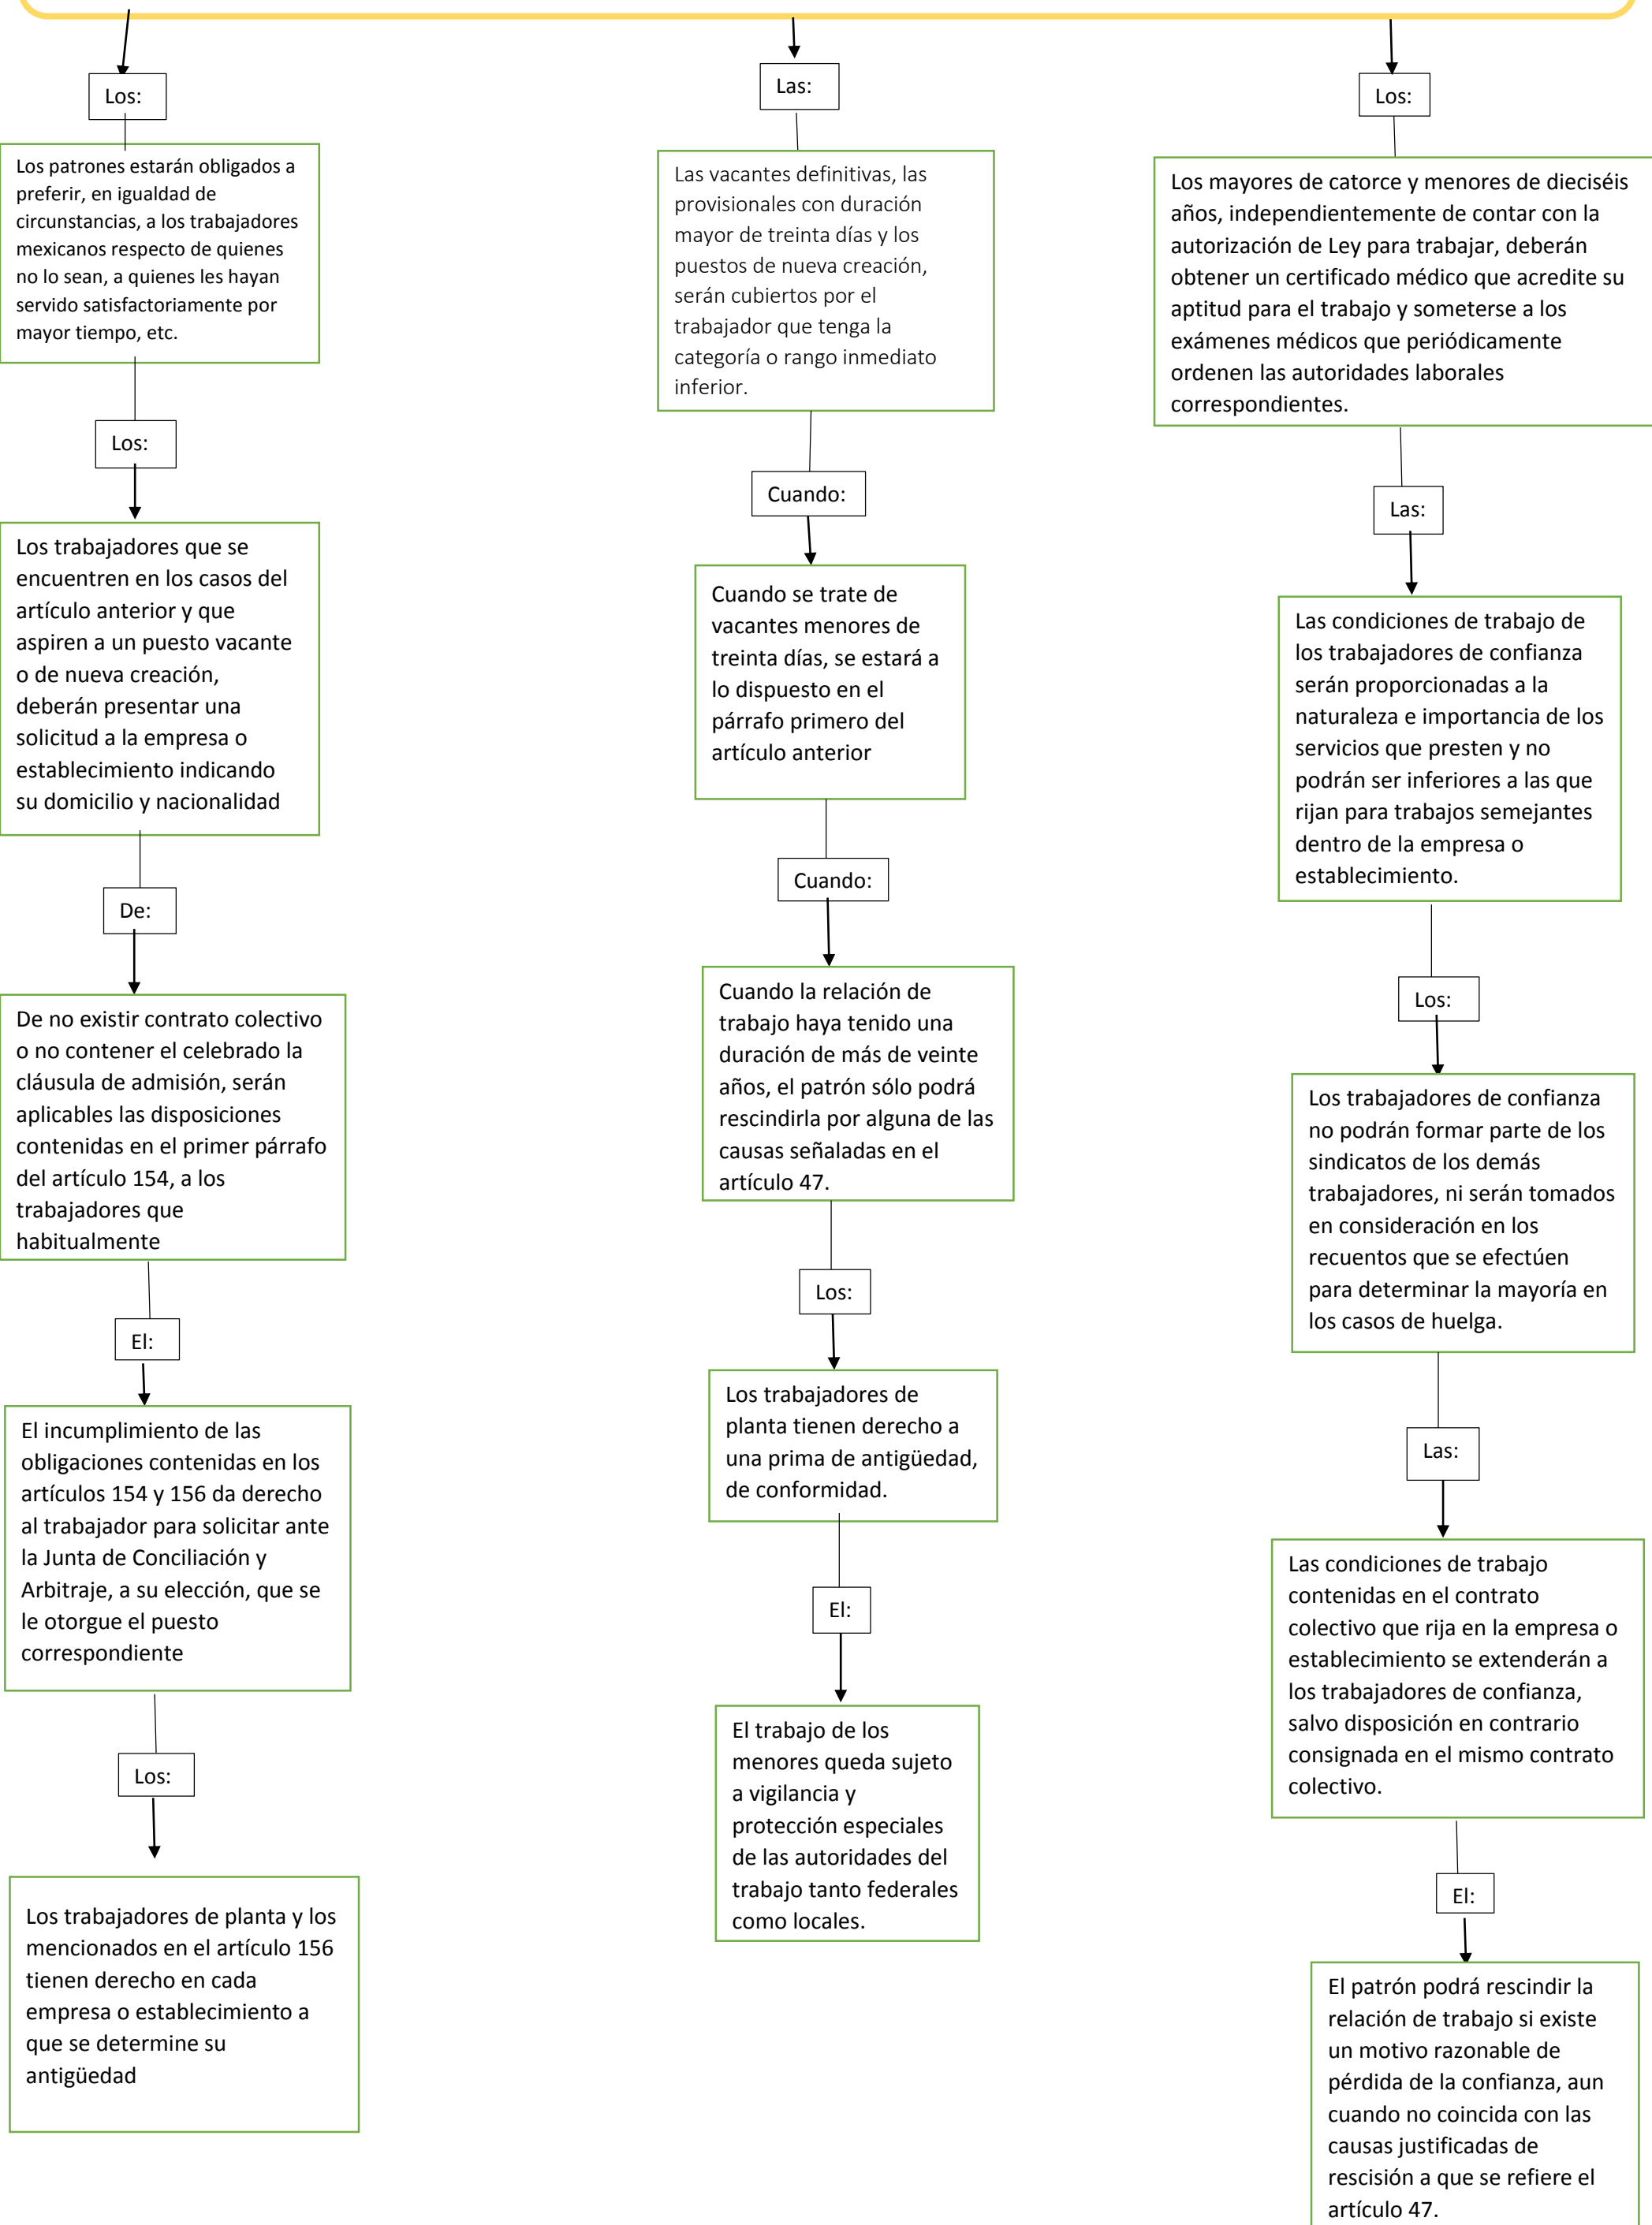 Los:
Los patrones estarán obligados a
preferir, en igualdad de
circunstancias, a los trabajadores
mexicanos respecto de quienes
no lo sean, a quienes les hayan
servido satisfactoriamente por
mayor tiempo, etc.
Los:
Los trabajadores que se
encuentren en los casos del
artículo anterior y que
aspiren a un puesto vacante
o de nueva creación,
deberán presentar una
solicitud a la empresa o
establecimiento indicando
su domicilio y nacionalidad
De:
De no existir contrato colectivo
o no contener el celebrado la
cláusula de admisión, serán
aplicables las disposiciones
contenidas en el primer párrafo
del artículo 154, a los
trabajadores que
habitualmente
El:
El incumplimiento de las
obligaciones contenidas en los
artículos 154 y 156 da derecho
al trabajador para solicitar ante
la Junta de Conciliación y
Arbitraje, a su elección, que se
le otorgue el puesto
correspondiente
Los:
Los trabajadores de planta y los
mencionados en el artículo 156
tienen derecho en cada
empresa o establecimiento a
que se determine su
antigüedad
Las:
Las vacantes definitivas, las
provisionales con duración
mayor de treinta días y los
puestos de nueva creación,
serán cubiertos por el
trabajador que tenga la
categoría o rango inmediato
inferior.
Cuando:
Cuando se trate de
vacantes menores de
treinta días, se estará a
lo dispuesto en el
párrafo primero del
artículo anterior
Cuando:
Cuando la relación de
trabajo haya tenido una
duración de más de veinte
años, el patrón sólo podrá
rescindirla por alguna de las
causas señaladas en el
artículo 47.
Los:
Los trabajadores de
planta tienen derecho a
una prima de antigüedad,
de conformidad.
El:
El trabajo de los
menores queda sujeto
a vigilancia y
protección especiales
de las autoridades del
trabajo tanto federales
como locales.
Los:
Los mayores de catorce y menores de dieciséis
años, independientemente de contar con la
autorización de Ley para trabajar, deberán
obtener un certificado médico que acredite su
aptitud para el trabajo y someterse a los
exámenes médicos que periódicamente
ordenen las autoridades laborales
correspondientes.
Las:
Las condiciones de trabajo de
los trabajadores de confianza
serán proporcionadas a la
naturaleza e importancia de los
servicios que presten y no
podrán ser inferiores a las que
rijan para trabajos semejantes
dentro de la empresa o
establecimiento.
Los:
Los trabajadores de confianza
no podrán formar parte de los
sindicatos de los demás
trabajadores, ni serán tomados
en consideración en los
recuentos que se efectúen
para determinar la mayoría en
los casos de huelga.
Las:
Las condiciones de trabajo
contenidas en el contrato
colectivo que rija en la empresa o
establecimiento se extenderán a
los trabajadores de confianza,
salvo disposición en contrario
consignada en el mismo contrato
colectivo.
El:
El patrón podrá rescindir la
relación de trabajo si existe
un motivo razonable de
pérdida de la confianza, aun
cuando no coincida con las
causas justificadas de
rescisión a que se refiere el
artículo 47.